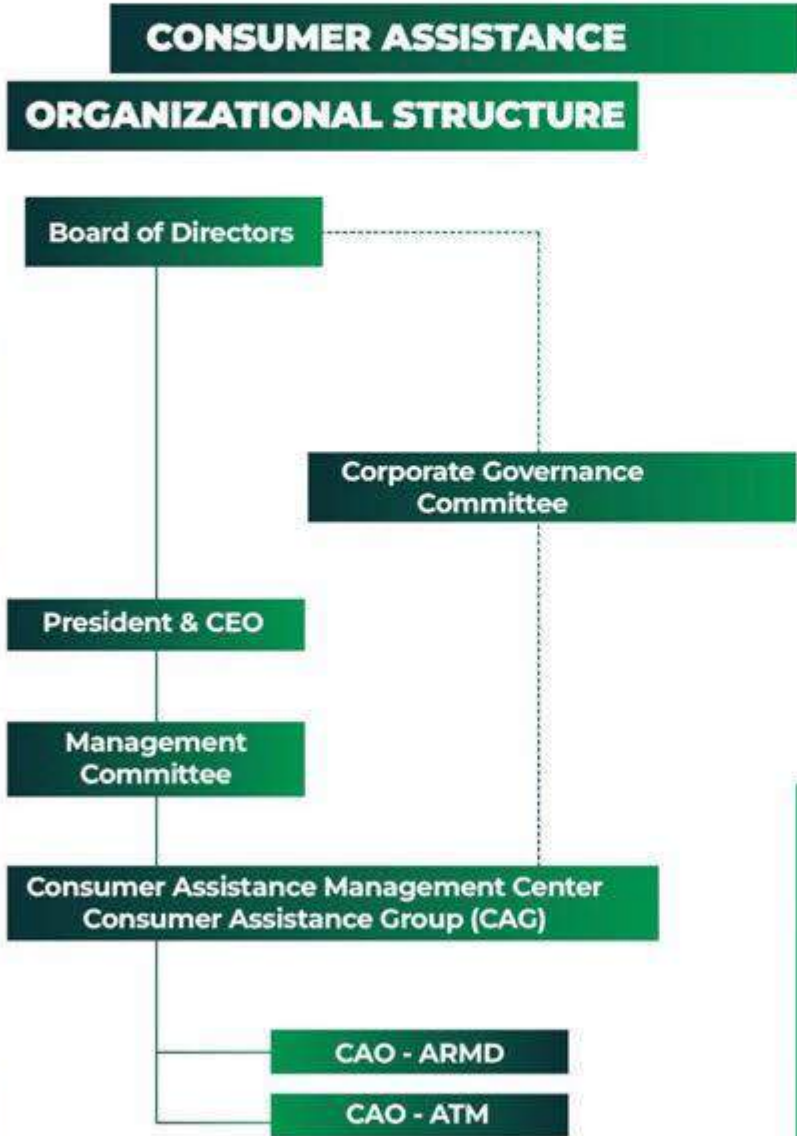 CONSUMER ASSISTANCE
ORGANIZATIONAL STRUCTURE
Board of Directors
Corporate Governance
Committee
President & CEO
Management
Committee
Consumer Assistance Management Center
Consumer Assistance Group (CAG)
CAO - ARMD
CAO - ATM